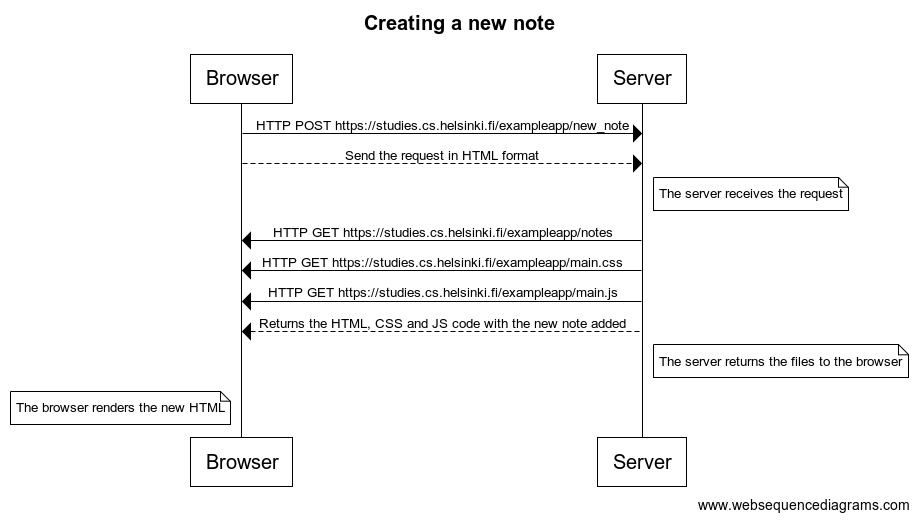 Creating a new note
Browser
Server
HTTP POST https://studies.cs.helsinki.fi/exampleapp/new_note
Send the request in HTML format
The server receives the request
HTTP GET https://studies.cs.helsinki.fi/exampleapp/notes
HTTP GET https://studies.cs.helsinki.fi/exampleapp/main.css
HTTP GET https://studies.cs.helsinki.fi/exampleapp/main.js
Returns the HTML, CSS and JS code with the new note added
The server returns the files to the browser
The browser renders the new HTML
Browser
Server
www.websequencediagrams.com